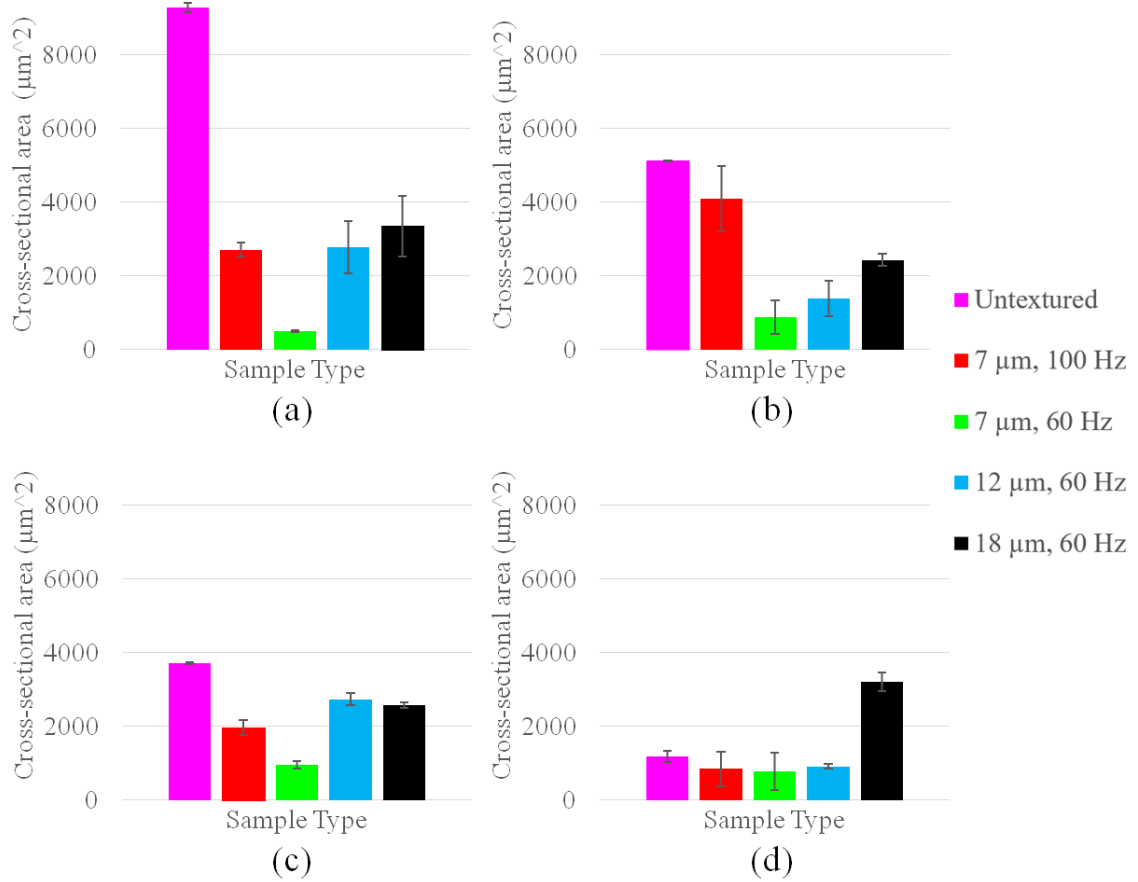 Cross-sectional area (µm^2)
8000
6000
4000
2000
0
Sample Type
(a)
Cross-sectional area (µm^2)
8000
6000
4000
2000
0
Sample Type
(b)
Untextured
7 µm, 100 Hz
7 µm, 60 Hz
12 µm, 60 Hz
18 µm, 60 Hz
Cross-sectional area (µm^2)
8000
6000
4000
2000
0
Sample Type
(c)
Cross-sectional area (µm^2)
8000
6000
4000
2000
0
Sample Type
(d)